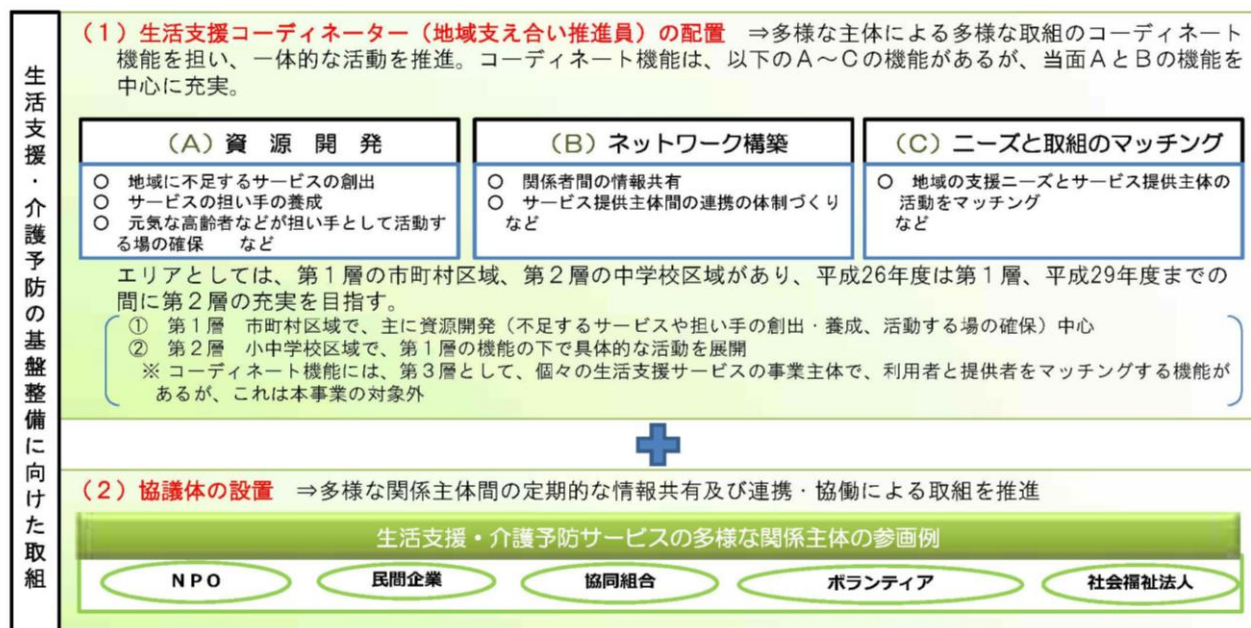 生活支援・介護予防の基盤整備に向けた取組
（１）生活支援コーディネーター（地域支え合い推進員）の配置　⇒多様な主体による多様な取組のコーディネート
機能を担い、一体的な活動を推進。コーディネート機能は、以下のＡ～Ｃの機能があるが、当面ＡとＢの機能を
中心に充実。
（Ａ）資　源　開　発
○　地域に不足するサービスの創出
○　サービスの担い手の養成
○　元気な高齢者などが担い手として活動す
る場の確保　　など
（Ｂ）ネットワーク構築
○　関係者間の情報共有
○　サービス提供主体間の連携の体制づくり
など
（Ｃ）ニーズと取組のマッチング
○　地域の支援ニーズとサービス提供主体の
活動をマッチング
など
エリアとしては、第１層の市町村区域、第２層の中学校区域があり、平成26年度は第１層、平成29年度までの
間に第２層の充実を目指す。
①　第１層　市町村区域で、主に資源開発（不足するサービスや担い手の創出・養成、活動する場の確保）中心
②　第２層　小中学校区域で、第１層の機能の下で具体的な活動を展開
※ コーディネート機能には、第３層として、個々の生活支援サービスの事業主体で、利用者と提供者をマッチングする機能が
あるが、これは本事業の対象外
（２）協議体の設置　⇒多様な関係主体間の定期的な情報共有及び連携・協働による取組を推進
生活支援・介護予防サービスの多様な関係主体の参画例
ＮＰＯ
民間企業
協同組合
ボランティア
社会福祉法人